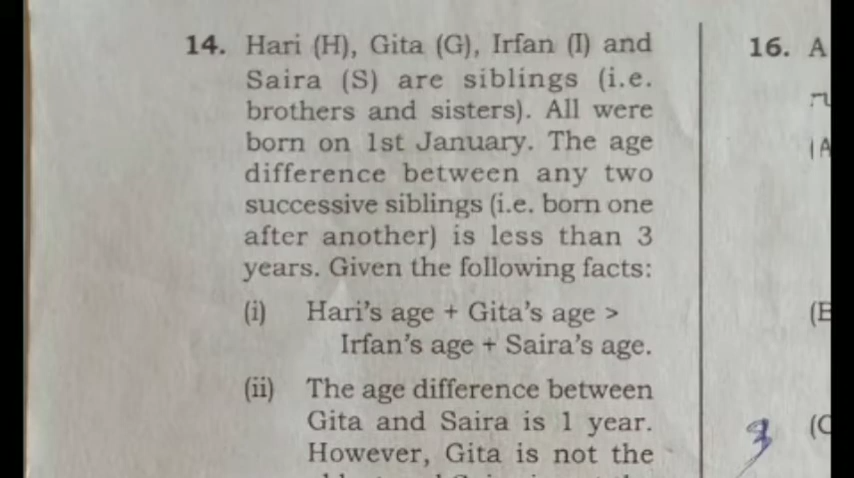 14. Hari (H), Gita (G), Irfan (I) and
Saira (S) are siblings (i.e.
brothers and sisters). All were
born on 1st January. The age
difference between any two
successive siblings (i.e. born one
after another) is less than 3
years. Given the following facts:
(i) Hari's age + Gita's age >
Irfan's age + Saira's age.
(ii) The age difference between
Gita and Saira is 1 year.
However, Gita is not the
16. A
(A
(B
3
(C